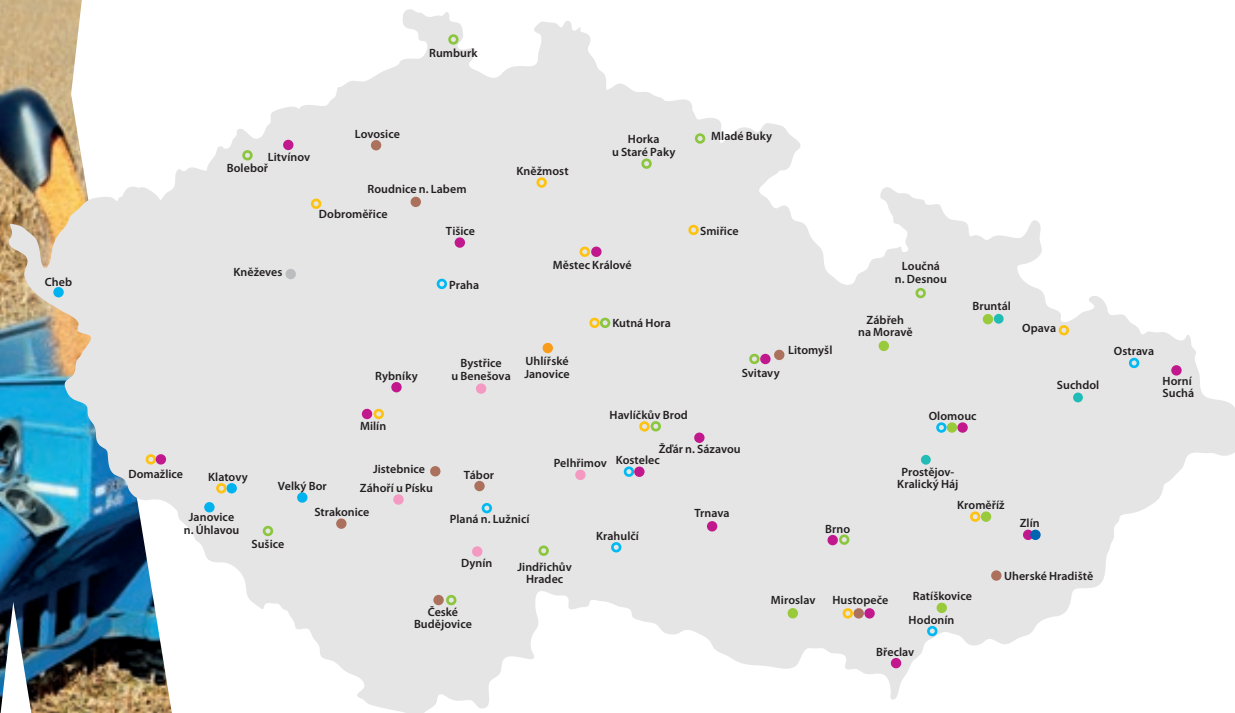 Rumburk
Lovosice
Litvínov
Boleboř
Horka
u Staré Paky
Mladé Buky
Kněžmost
Roudnice n. Labem
Dobroměřice
Tišice
Smiřice
Městec Králové
Kněževes
Cheb
Praha
Loučná
n. Desnou
Bruntál
Kutná Hora
Zábřeh
na Moravě
Opava
Uhlířské
Janovice
Bystřice
u Benešova
Litomyšl
Svitavy
Ostrava
Horní
Suchá
Rybníky
Suchdol
Milín
Havlíčkův Brod
Olomouc
Žďár n. Sázavou
Domažlice
Klatovy
Jistebnice
Tábor
Pelhřimov
Kostelec
Prostějov-
Kralický Háj
Velký Bor
Záhoří u Písku
Janovice
n. Úhlavou
Strakonice
Planá n. Lužnicí
Trnava
Kroměříž
Zlín
Sušice
Krahulčí
Brno
Dynín
Jindřichův
Hradec
Uherské Hradiště
České
Budějovice
Miroslav
Hustopeče
Ratíškovice
Hodonín
Břeclav